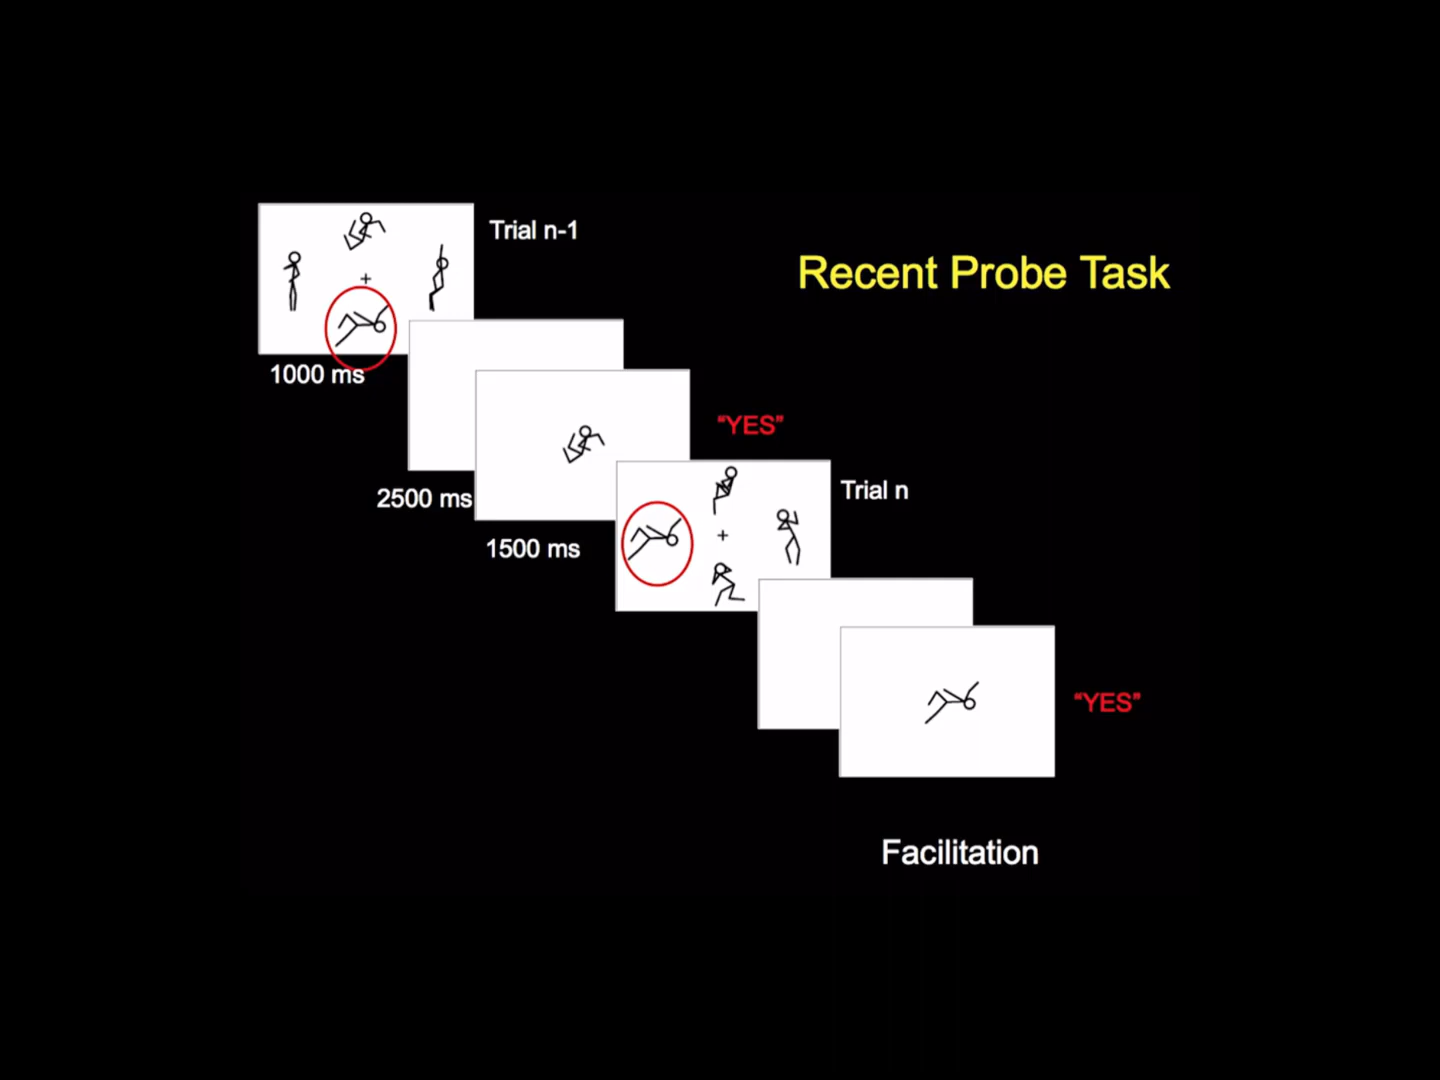 Trial n-1
Recent Probe Task
1000 ms
“YES”
2500 ms
Trial n
1500 ms
“YES”
Facilitation